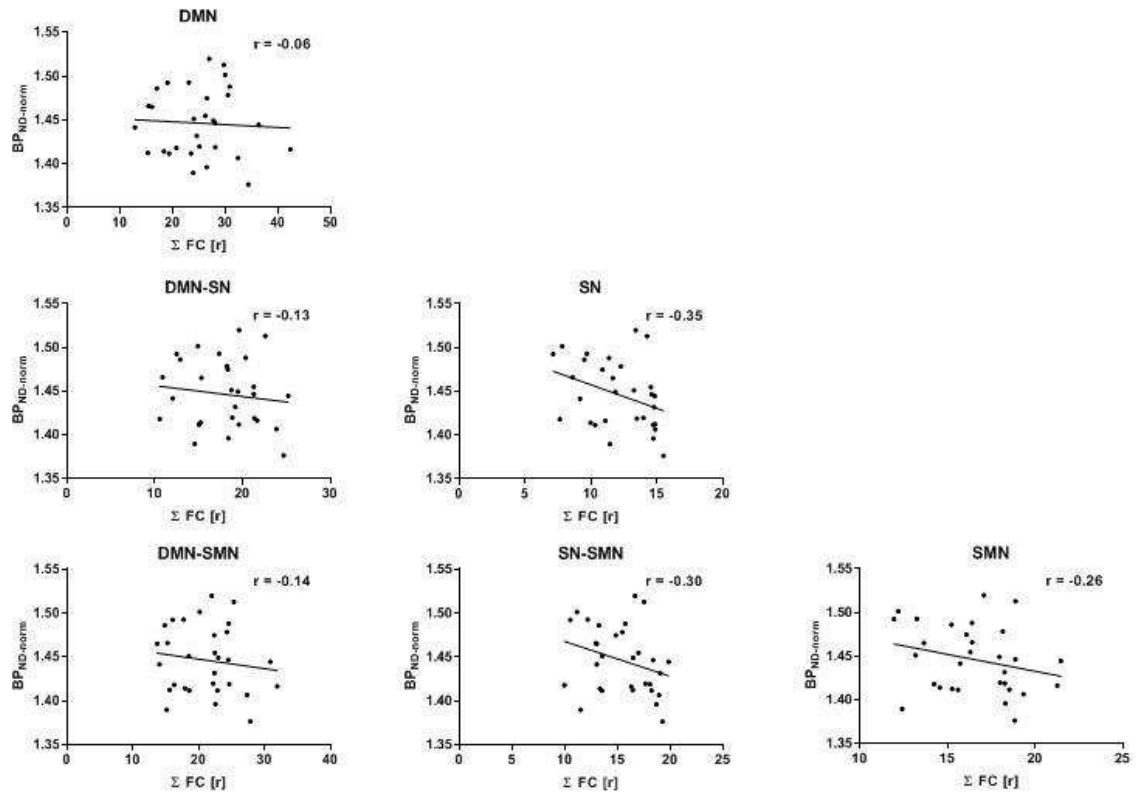 DMN
r = -0.06
1.55
1.50
1.45
1.40
1.35
BPND-norm
0 10 20 30 40 50
Σ FC [r]
DMN-SN
r = -0.13
1.55
1.50
1.45
1.40
1.35
BPND-norm
0 10 20 30
Σ FC [r]
SN
r = -0.35
1.55
1.50
1.45
1.40
1.35
BPND-norm
0 5 10 15 20
Σ FC [r]
DMN-SMN
r = -0.14
1.55
1.50
1.45
1.40
1.35
BPND-norm
0 10 20 30 40
Σ FC [r]
SN-SMN
r = -0.30
1.55
1.50
1.45
1.40
1.35
BPND-norm
0 5 10 15 20 25
Σ FC [r]
SMN
r = -0.26
1.55
1.50
1.45
1.40
1.35
BPND-norm
10 15 20 25
Σ FC [r]